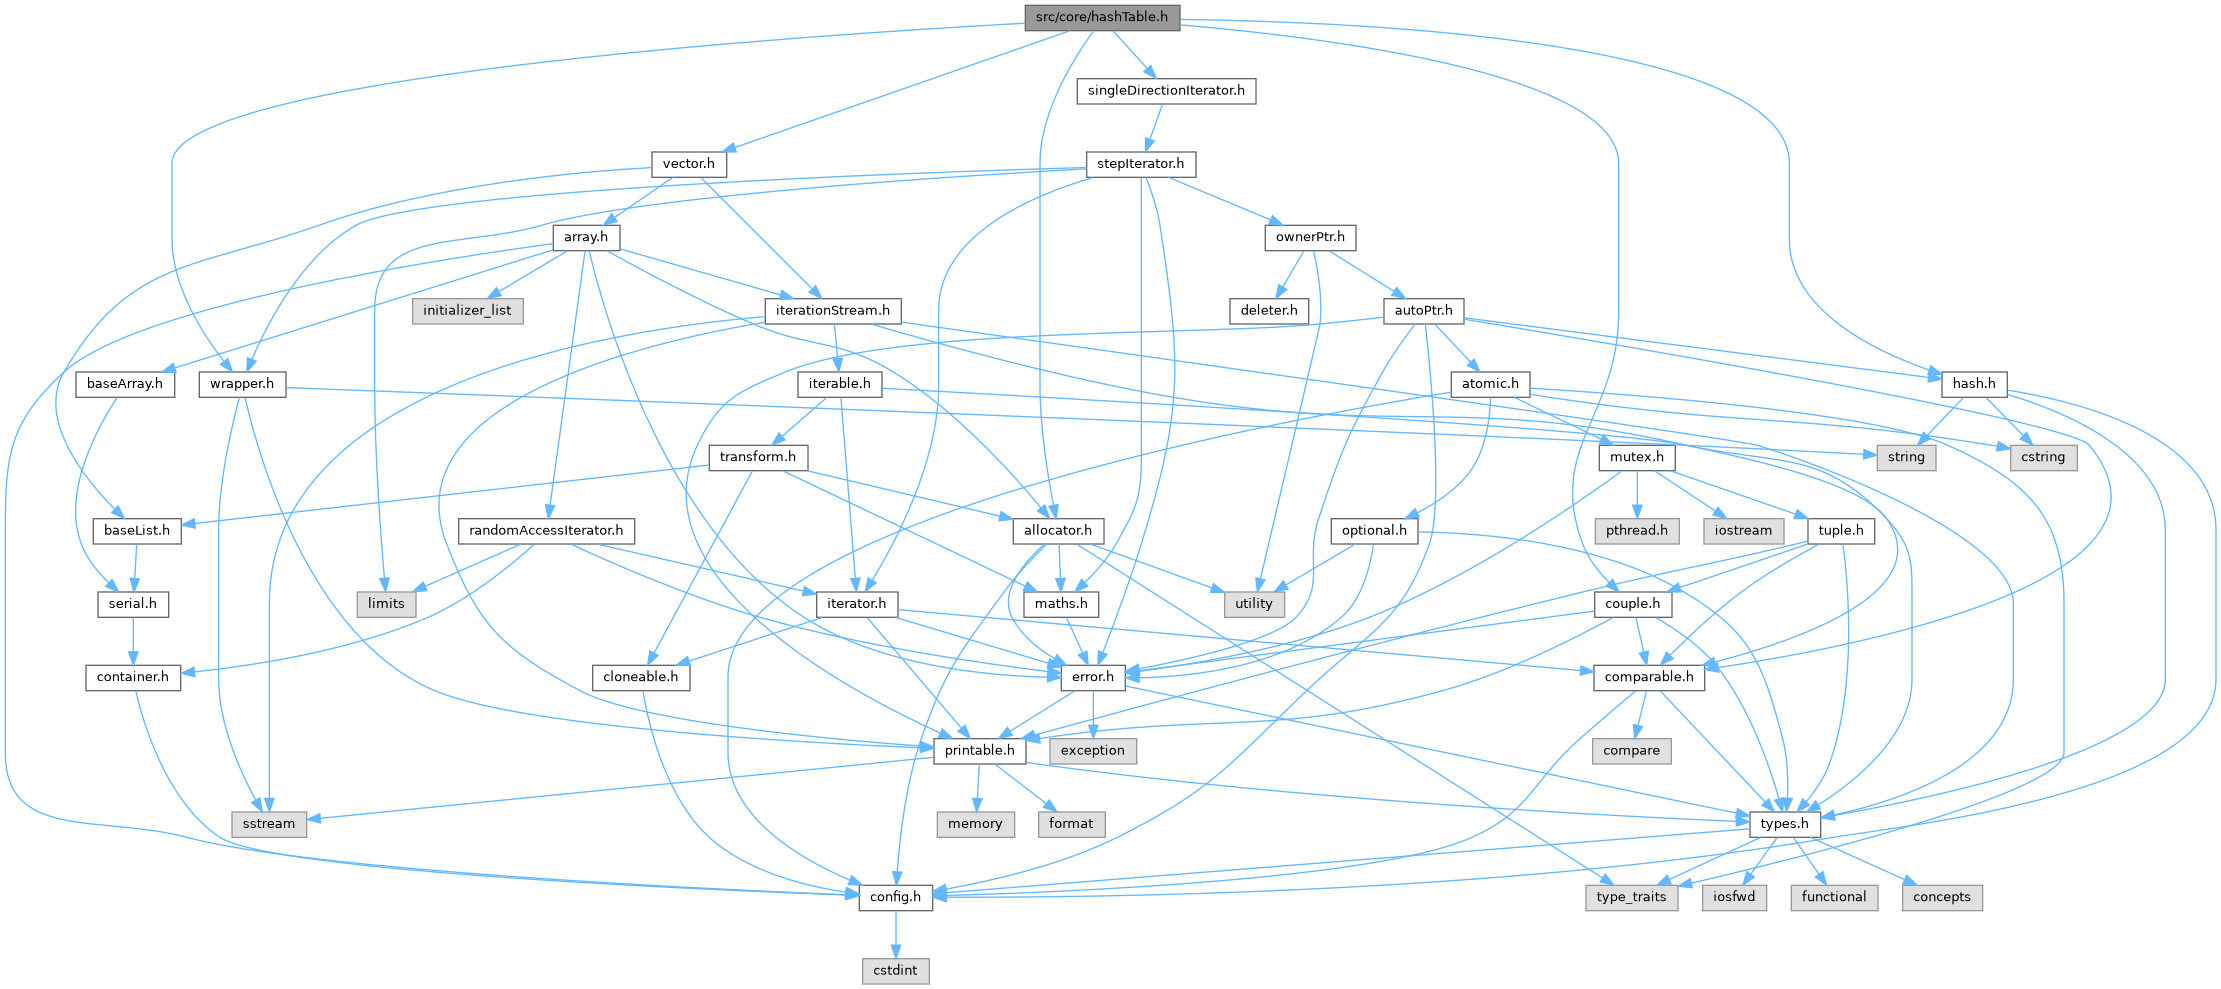 src/core/hashTable.h
singleDirectionIterator.h
vector.h
stepIterator.h
array.h
ownerPtr.h
initializer_list
iterationStream.h
deleter.h
autoPtr.h
baseArray.h
wrapper.h
iterable.h
atomic.h
hash.h
transform.h
mutex.h
string
cstring
baseList.h
randomAccessIterator.h
allocator.h
optional.h
pthread.h
iostream
tuple.h
serial.h
limits
iterator.h
maths.h
utility
couple.h
container.h
cloneable.h
error.h
comparable.h
printable.h
exception
compare
sstream
memory
format
types.h
config.h
type_traits
iosfwd
functional
concepts
cstdint